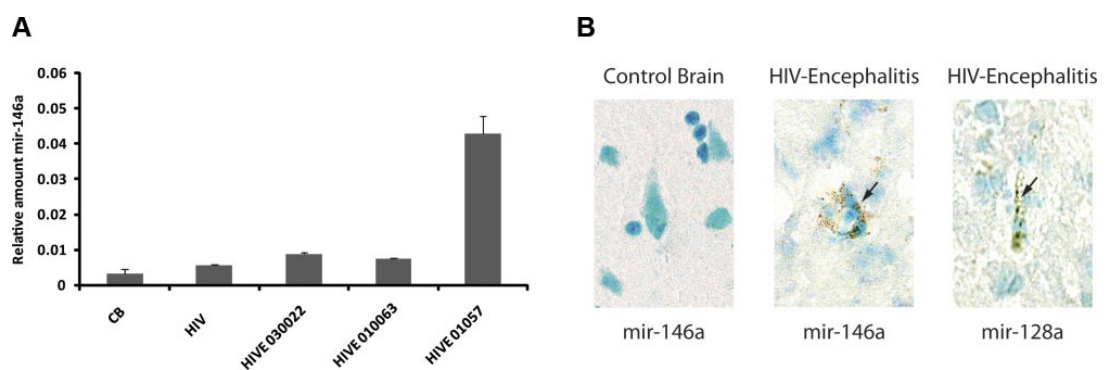 A
Relative amount mir-146a
0.06
0.05
0.04
0.03
0.02
0.01
0
CB
HIV
HIVE 030022
HIVE 010063
HIVE 01057
B
Control Brain
HIV-Encephalitis
HIV-Encephalitis
mir-146a
mir-146a
mir-128a